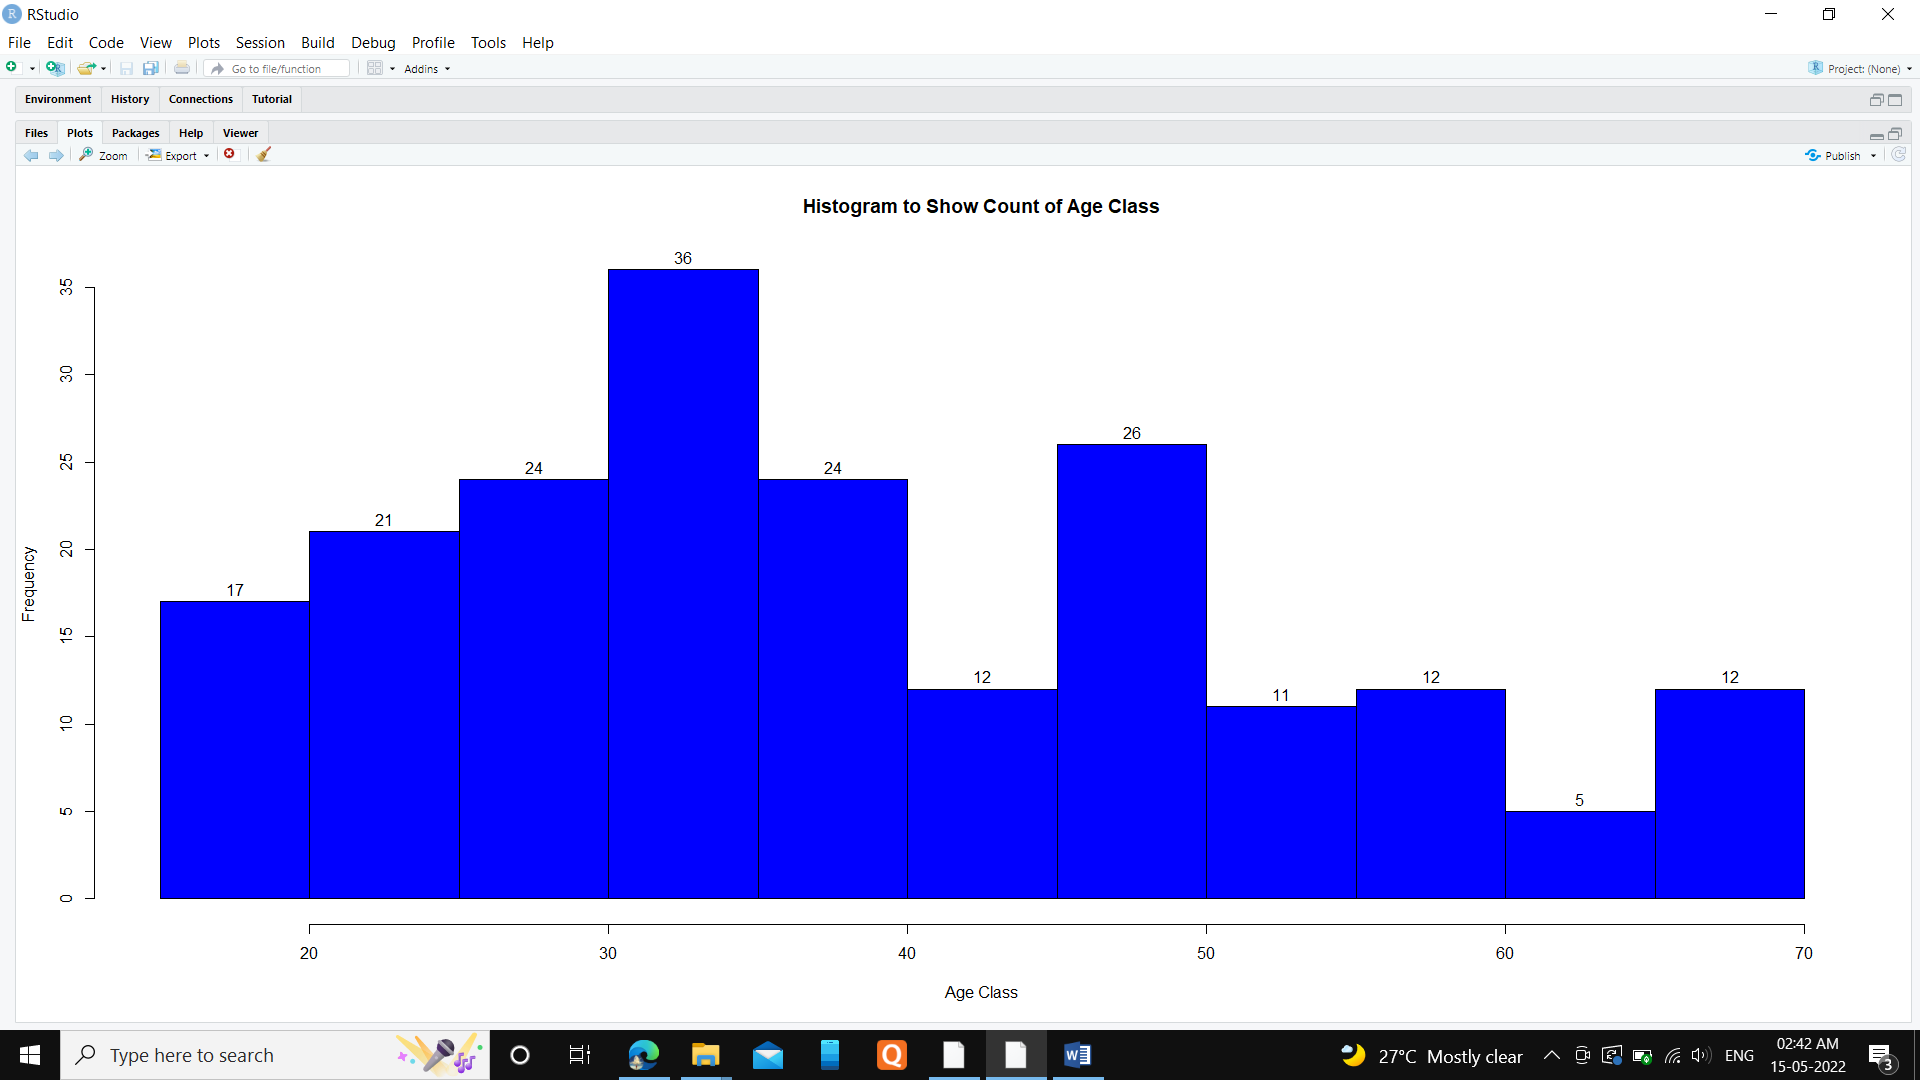 RStudio
File Edit Code View Plots Session Build Debug Profile Tools Help
Go to file/function Addins Project: (None)
Environment History Connections Tutorial
Files Plots Packages Help Viewer
Zoom Export Publish
Histogram to Show Count of Age Class
36
35
30
26
25
24
24
21
20
17
15
12
12
12
11
10
5
5
0
Frequency
20 30 40 50 60 70
Age Class
Type here to search
27°C Mostly clear
ENG
02:42 AM
15-05-2022
3